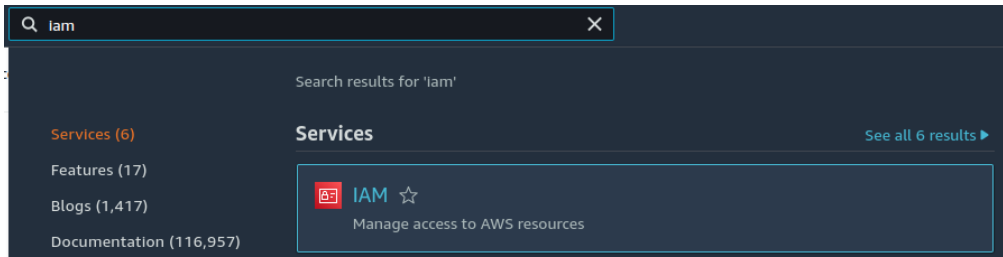 iam
Search results for 'iam'
Services (6)
Features (17)
Blogs (1,417)
Documentation (116,957)
Services
See all 6 results
IAM
Manage access to AWS resources